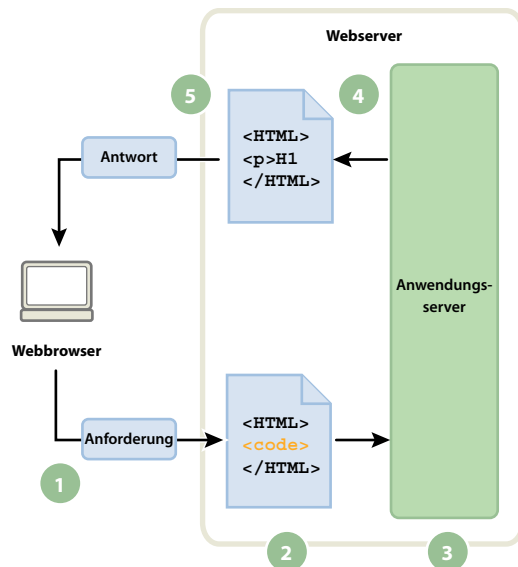 Webserver
5
4
<HTML>
<p>H1
</HTML>
Antwort
Anwendungs-
server
Webbrowser
Anforderung
<HTML>
<code>
</HTML>
1
2
3